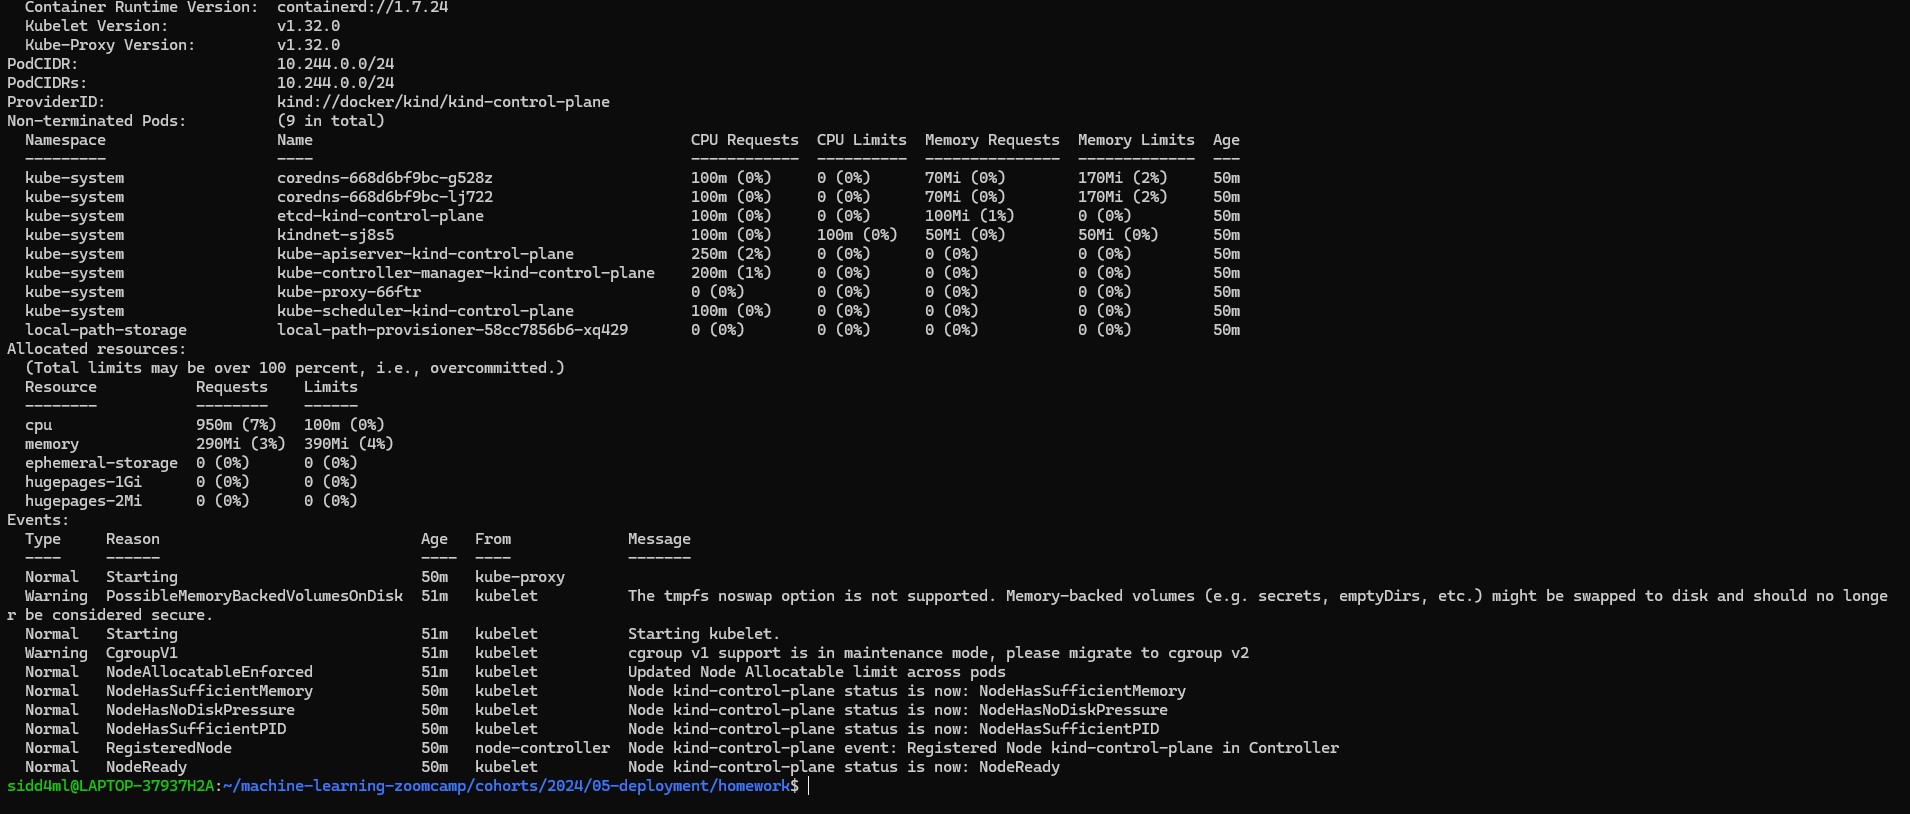 Container Runtime Version:  containerd://1.7.24
  Kubelet Version:            v1.32.0
  Kube-Proxy Version:         v1.32.0
PodCIDR:                      10.244.0.0/24
PodCIDRs:                     10.244.0.0/24
ProviderID:                   kind://docker/kind/kind-control-plane
Non-terminated Pods:          (9 in total)
  Namespace                   Name                                          CPU Requests  CPU Limits  Memory Requests  Memory Limits  Age
  ---------                   ----                                          ------------  ----------  ---------------  -------------  ---
  kube-system                 coredns-668d6bf9bc-g528z                      100m (0%)     0 (0%)      70Mi (0%)        170Mi (2%)     50m
  kube-system                 coredns-668d6bf9bc-lj722                      100m (0%)     0 (0%)      70Mi (0%)        170Mi (2%)     50m
  kube-system                 etcd-kind-control-plane                       100m (0%)     0 (0%)      100Mi (1%)       0 (0%)         50m
  kube-system                 kindnet-sj8s5                                 100m (0%)     100m (0%)   50Mi (0%)        50Mi (0%)      50m
  kube-system                 kube-apiserver-kind-control-plane             250m (2%)     0 (0%)      0 (0%)           0 (0%)         50m
  kube-system                 kube-controller-manager-kind-control-plane    200m (1%)     0 (0%)      0 (0%)           0 (0%)         50m
  kube-system                 kube-proxy-66ftr                              0 (0%)        0 (0%)      0 (0%)           0 (0%)         50m
  kube-system                 kube-scheduler-kind-control-plane             100m (0%)     0 (0%)      0 (0%)           0 (0%)         50m
  local-path-storage          local-path-provisioner-58cc7856b6-xq429       0 (0%)        0 (0%)      0 (0%)           0 (0%)         50m
Allocated resources:
  (Total limits may be over 100 percent, i.e., overcommitted.)
  Resource           Requests    Limits
  --------           --------    ------
  cpu                950m (7%)   100m (0%)
  memory             290Mi (3%)  390Mi (4%)
  ephemeral-storage  0 (0%)      0 (0%)
  hugepages-1Gi      0 (0%)      0 (0%)
  hugepages-2Mi      0 (0%)      0 (0%)
Events:
  Type     Reason                             Age   From             Message
  ----     ------                             ----  ----             -------
  Normal   Starting                           50m   kube-proxy
  Warning  PossibleMemoryBackedVolumesOnDisk  51m   kubelet          The tmpfs noswap option is not supported. Memory-backed volumes (e.g. secrets, emptyDirs, etc.) might be swapped to disk and should no longe
r be considered secure.
  Normal   Starting                           51m   kubelet          Starting kubelet.
  Warning  CgroupV1                           51m   kubelet          cgroup v1 support is in maintenance mode, please migrate to cgroup v2
  Normal   NodeAllocatableEnforced            51m   kubelet          Updated Node Allocatable limit across pods
  Normal   NodeHasSufficientMemory            50m   kubelet          Node kind-control-plane status is now: NodeHasSufficientMemory
  Normal   NodeHasNoDiskPressure              50m   kubelet          Node kind-control-plane status is now: NodeHasNoDiskPressure
  Normal   NodeHasSufficientPID               50m   kubelet          Node kind-control-plane status is now: NodeHasSufficientPID
  Normal   RegisteredNode                     50m   node-controller  Node kind-control-plane event: Registered Node kind-control-plane in Controller
  Normal   NodeReady                          50m   kubelet          Node kind-control-plane status is now: NodeReady
sidd4ml@LAPTOP-37937H2A:~/machine-learning-zoomcamp/cohorts/2024/05-deployment/homework$